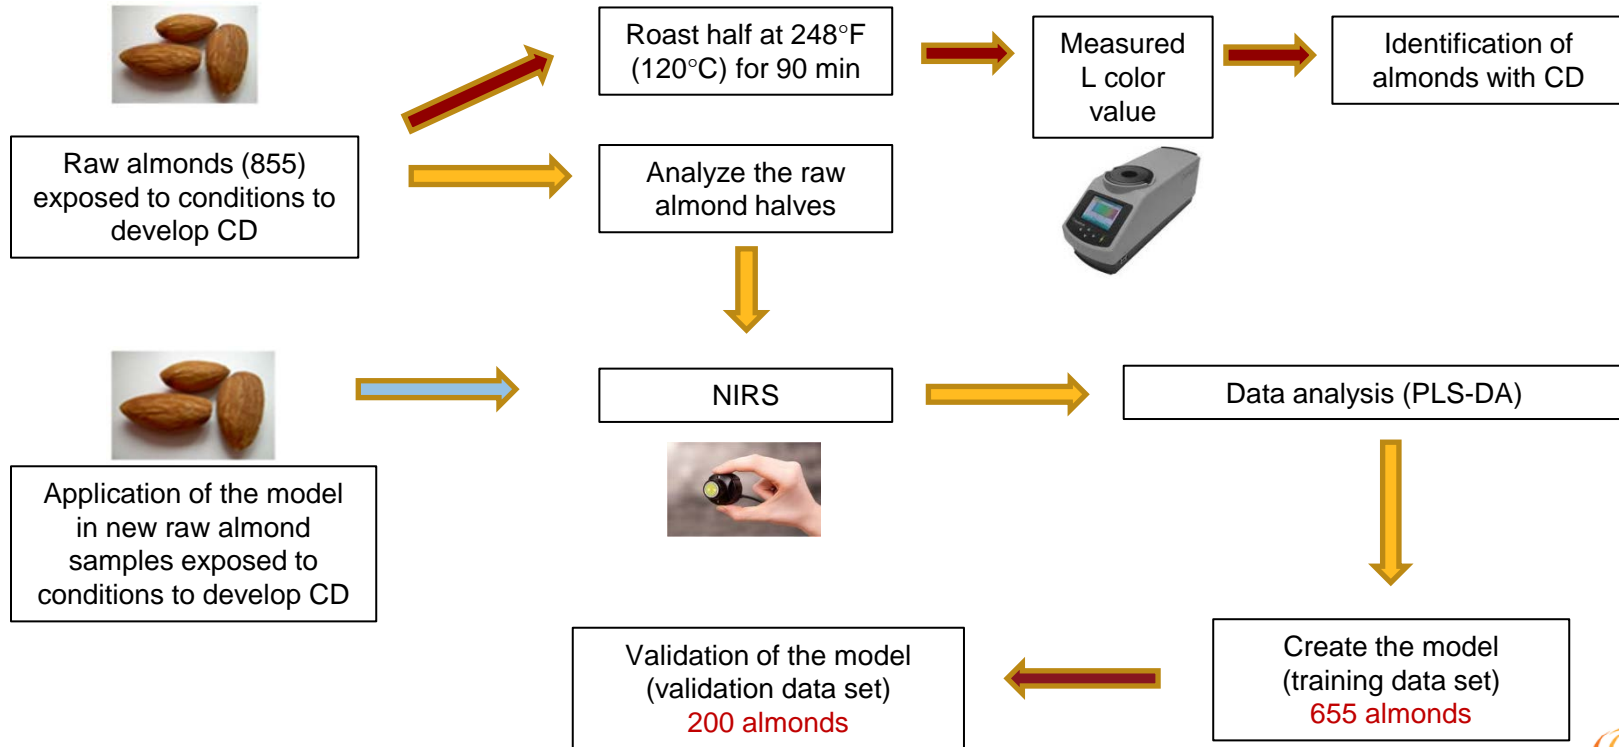 Roast half at 248°F
(120°C) for 90 min
Measured
L color
value
Identification of
almonds with CD
Raw almonds (855)
exposed to conditions to
develop CD
Analyze the raw
almond halves
NIRS
Data analysis (PLS-DA)
Application of the model
in new raw almond
samples exposed to
conditions to develop CD
Validation of the model
(validation data set)
200 almonds
Create the model
(training data set)
655 almonds